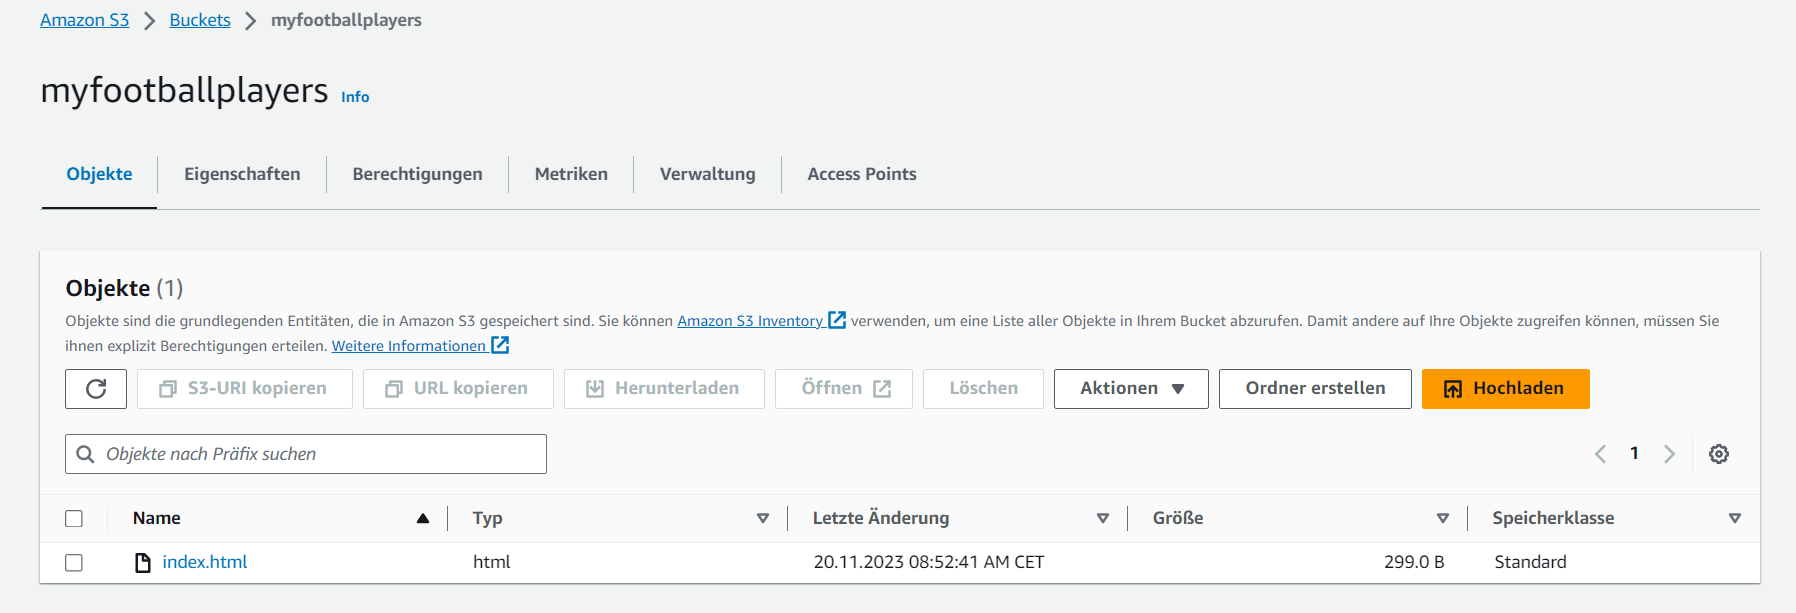 Amazon S3 > Buckets > myfootballplayers
myfootballplayers Info
Objekte Eigenschaften Berechtigungen Metriken Verwaltung Access Points
Objekte (1)
Objekte sind die grundlegenden Entitäten, die in Amazon S3 gespeichert sind. Sie können Amazon S3 Inventory verwenden, um eine Liste aller Objekte in Ihrem Bucket abzurufen. Damit andere auf Ihre Objekte zugreifen können, müssen Sie
ihnen explizit Berechtigungen erteilen. Weitere Informationen
S3-URI kopieren URL kopieren Herunterladen Öffnen Löschen Aktionen Ordner erstellen Hochladen
Objekte nach Präfix suchen 1
Name Typ Letzte Änderung Größe Speicherklasse
index.html html 20.11.2023 08:52:41 AM CET 299.0 B Standard